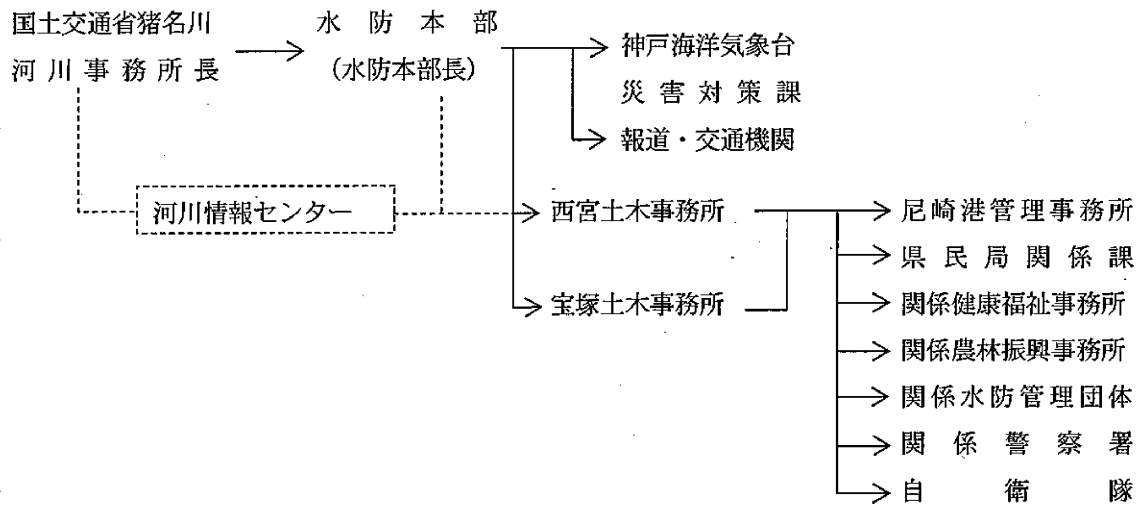 国土交通省猪名川
河川事務所長
水防本部
(水防本部長)
神戸海洋気象台
災害対策課
報道・交通機関
河川情報センター
西宮土木事務所
宝塚土木事務所
尼崎港管理事務所
県民局関係課
関係健康福祉事務所
関係農林振興事務所
関係水防管理団体
関係警察署
自衛隊